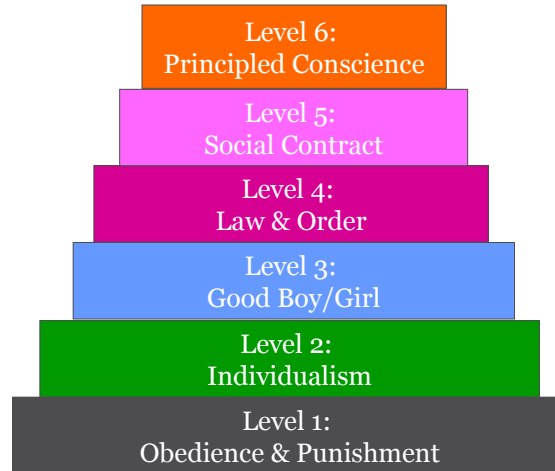 Level 6:
Principled Conscience
Level 5:
Social Contract
Level 4:
Law & Order
Level 3:
Good Boy/Girl
Level 2:
Individualism
Level 1:
Obedience & Punishment